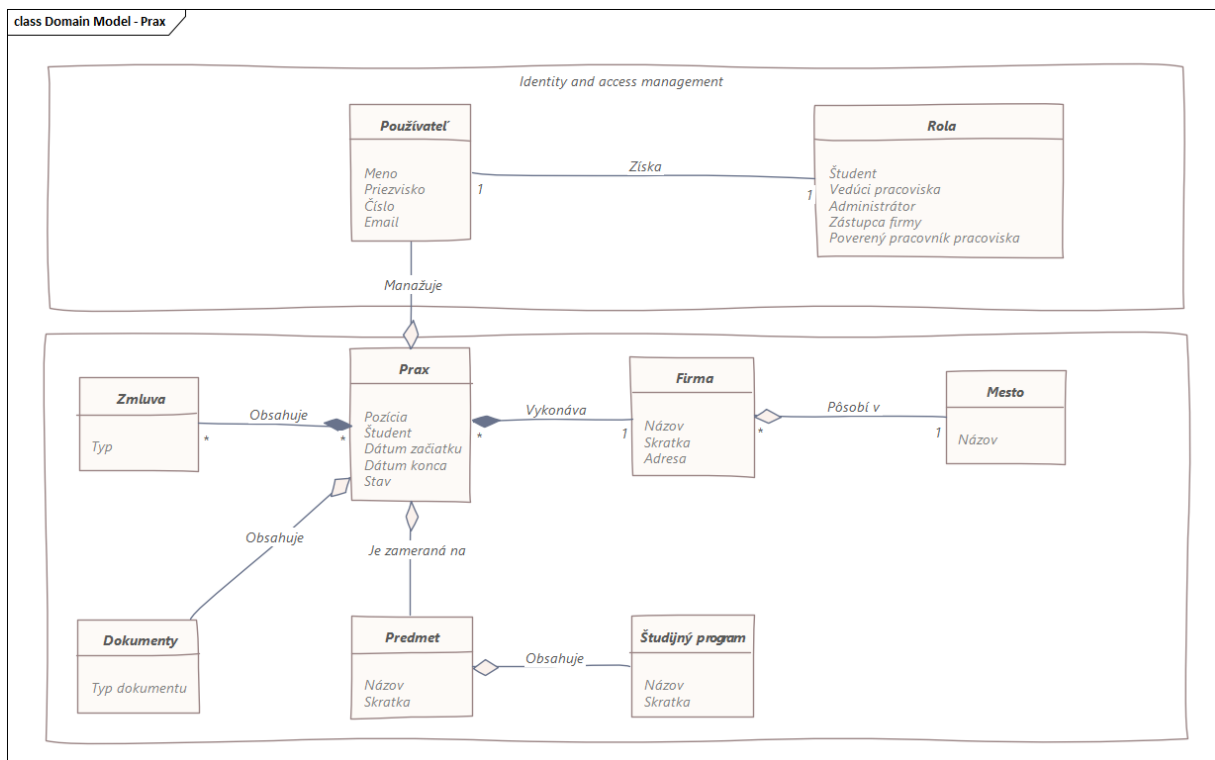 class Domain Model - Prax
Identity and access management
Používateľ
Meno
Priezvisko
Číslo
Email
Získa
1
1
Rola
Študent
Vedúci pracoviska
Administrátor
Zástupca firmy
Poverený pracovník pracoviska
Manažuje
Zmluva
Typ
Obsahuje
*
*
Prax
Pozícia
Študent
Dátum začiatku
Dátum konca
Stav
Vykonáva
*
1
Firma
Názov
Skratka
Adresa
Pôsobí v
*
1
Mesto
Názov
Obsahuje
Je zameraná na
Dokumenty
Typ dokumentu
Predmet
Názov
Skratka
Obsahuje
Študijný program
Názov
Skratka